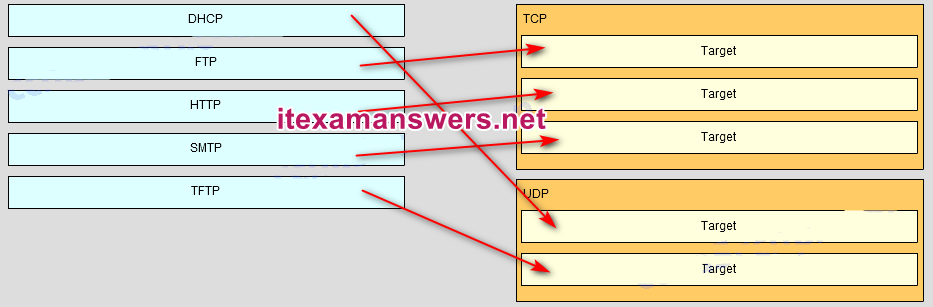 DHCP
FTP
HTTP
SMTP
TFTP
TCP
Target
Target
Target
UDP
Target
Target
itexamanswers.net